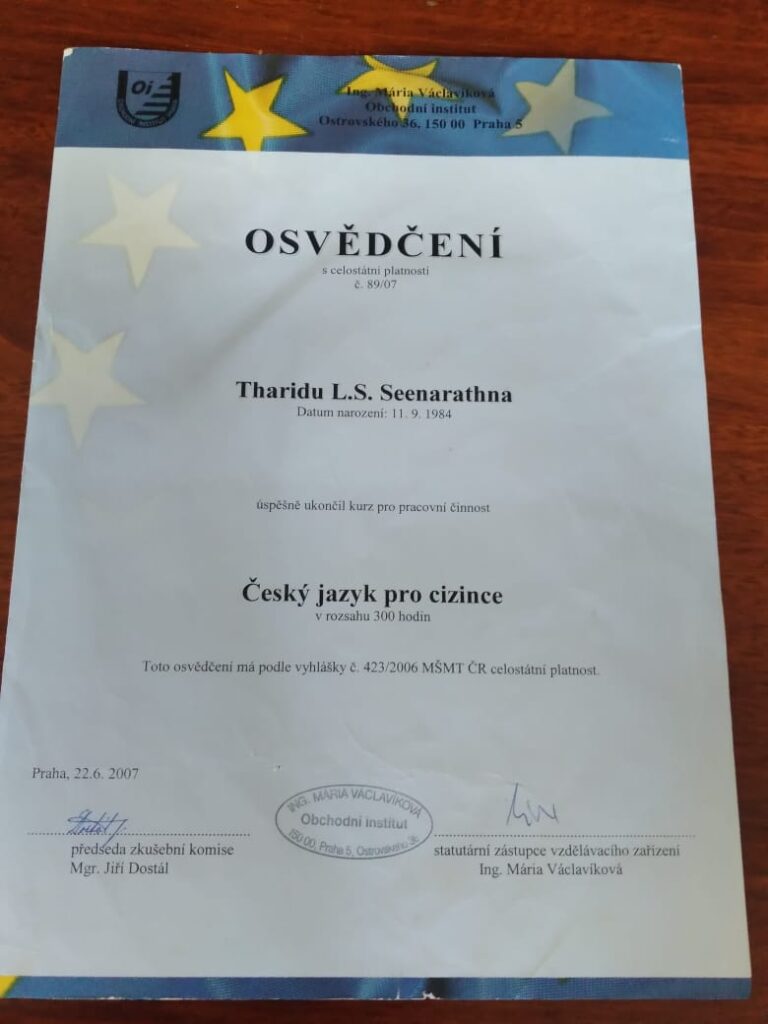 Oi
Ing. Mária Václavíková
Obchodní institut
Ostrovského 36, 150 00 Praha 5
OSVĚDČENÍ
s celostátní platností
č. 89/07
Tharidu L.S. Seenarathna
Datum narození: 11. 9. 1984
úspěšně ukončil kurz pro pracovní činnost
Český jazyk pro cizince
v rozsahu 300 hodin
Toto osvědčení má podle vyhlášky č. 423/2006 MŠMT ČR celostátní platnost.
Praha, 22.6. 2007
ING. MÁRIA VÁCLAVÍKOVÁ
Obchodní institut
150 00, Praha 5, Ostrovského 36
předseda zkušební komise
Mgr. Jiří Dostál
statutární zástupce vzdělávacího zařízení
Ing. Mária Václavíková